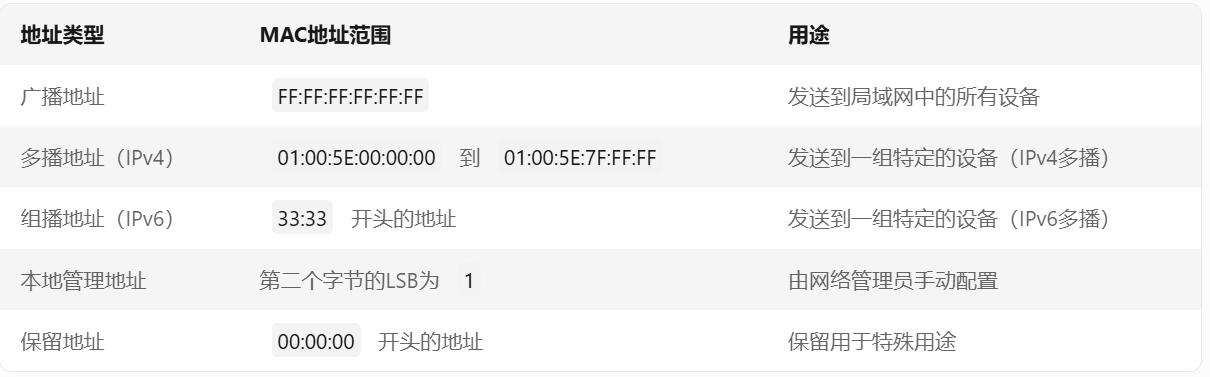 地址类型 MAC地址范围 用途
广播地址 FF:FF:FF:FF:FF:FF 发送到局域网中的所有设备
多播地址（IPv4） 01:00:5E:00:00:00 到 01:00:5E:7F:FF:FF 发送到一组特定的设备（IPv4多播）
组播地址（IPv6） 33:33 开头的地址 发送到一组特定的设备（IPv6多播）
本地管理地址 第二个字节的LSB为 1 由网络管理员手动配置
保留地址 00:00:00 开头的地址 保留用于特殊用途